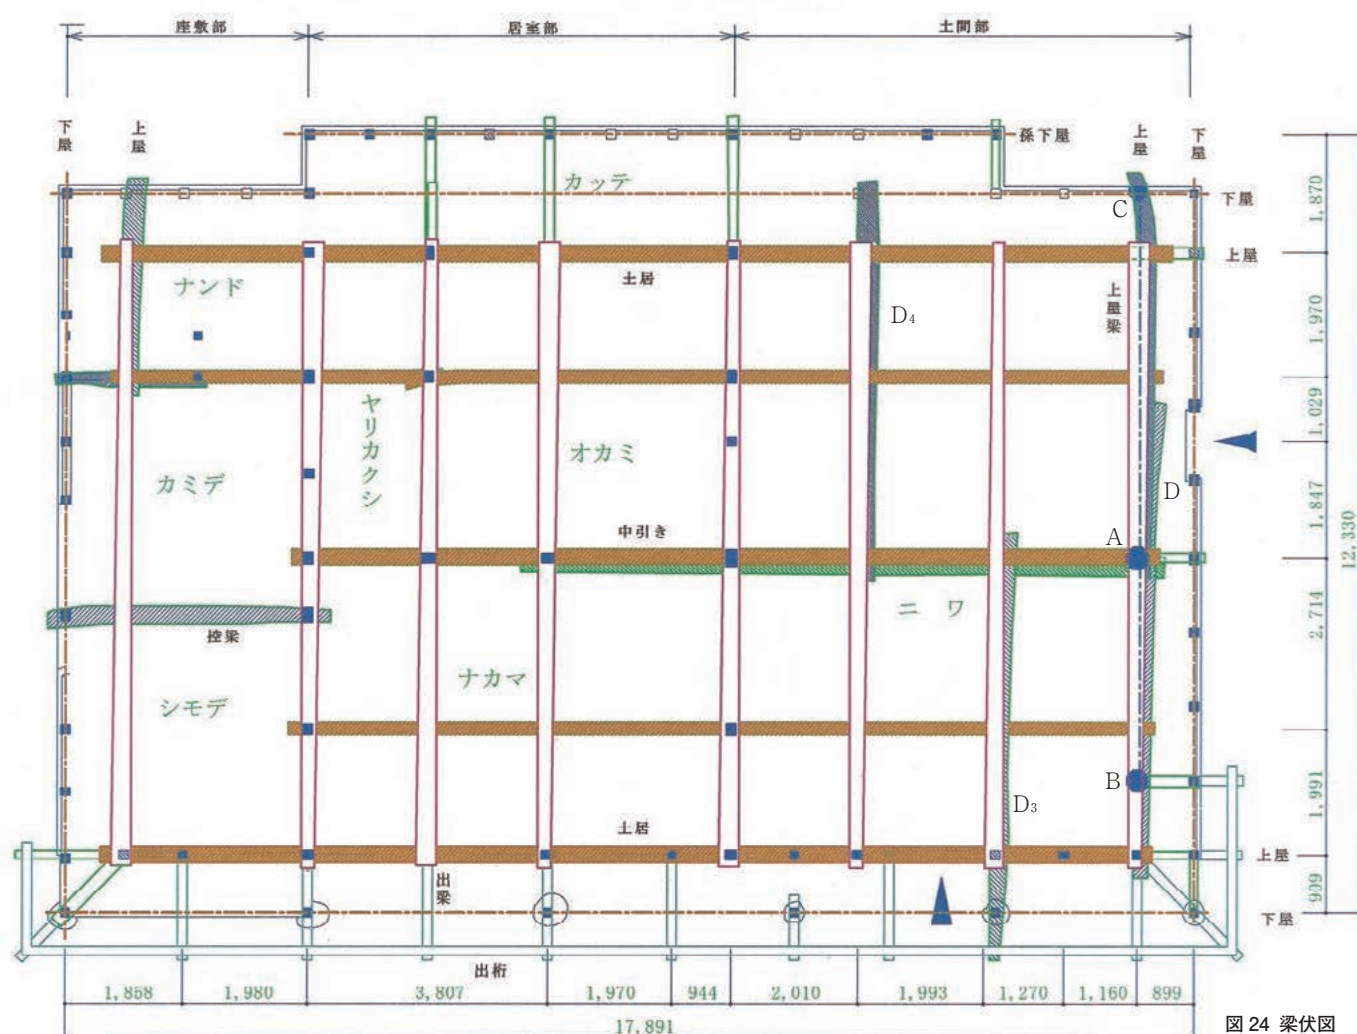 座敷部
居室部
土間部
下屋
上屋
上屋
下屋
孫下屋
カッテ
C
下屋
1,870
土居
上屋
ナンド
上屋梁
D₄
1,970
ヤリカクシ
オカミ
1,029
カミデ
D
1,847
中引き
A
12,330
控梁
ニワ
2,714
ナカマ
シモデ
B
1,991
D₃
土居
上屋
出梁
909
下屋
出桁
1,858
1,980
3,807
1,970
944
2,010
1,993
1,270
1,160
899
17,891
図24 梁伏図